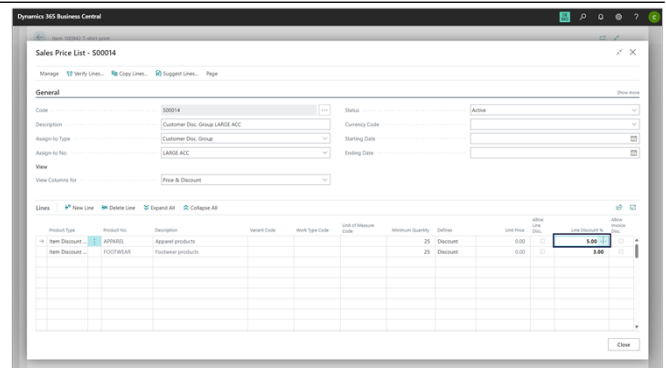 Dynamics 365 Business Central
Item 100942 T-shirt print
Sales Price List - S00014
Manage Verify Lines... Copy Lines... Suggest Lines... Page
General Show more
Code S00014 Status Active
Description Customer Disc. Group LARGE ACC Currency Code
Assign-to Type Customer Disc. Group Starting Date
Assign-to No. LARGE ACC Ending Date
View
View Columns for Price & Discount
Lines New Line Delete Line Expand All Collapse All
Product Type Product No. Description Variant Code Work Type Code Unit of Measure Code Minimum Quantity Defines Unit Price Allow Line Disc. Line Discount % Allow Invoice Disc.
Item Discount ... APPAREL Apparel products 25 Discount 0.00 5.00
Item Discount ... FOOTWEAR Footwear products 25 Discount 0.00 3.00
Close